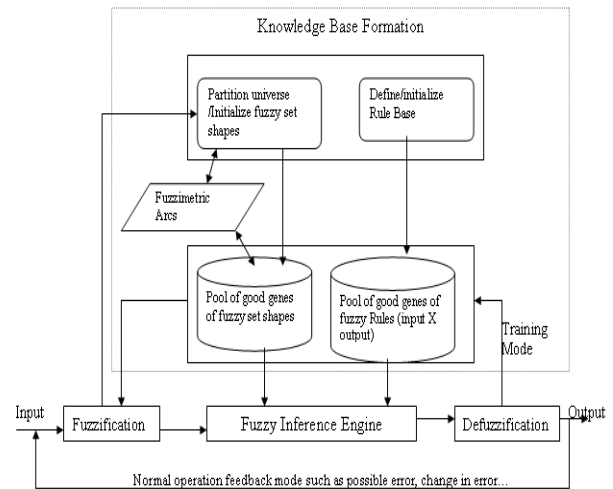 Knowledge Base Formation
Partition universe
/Initialize fuzzy set
shapes
Define/initialize
Rule Base
Fuzzimetric
Arcs
Pool of good genes
of fuzzy set shapes
Pool of good genes of
fuzzy Rules (input X
output)
Training
Mode
Input
Fuzzification
Fuzzy Inference Engine
Defuzzification
Output
Normal operation feedback mode such as possible error, change in error...